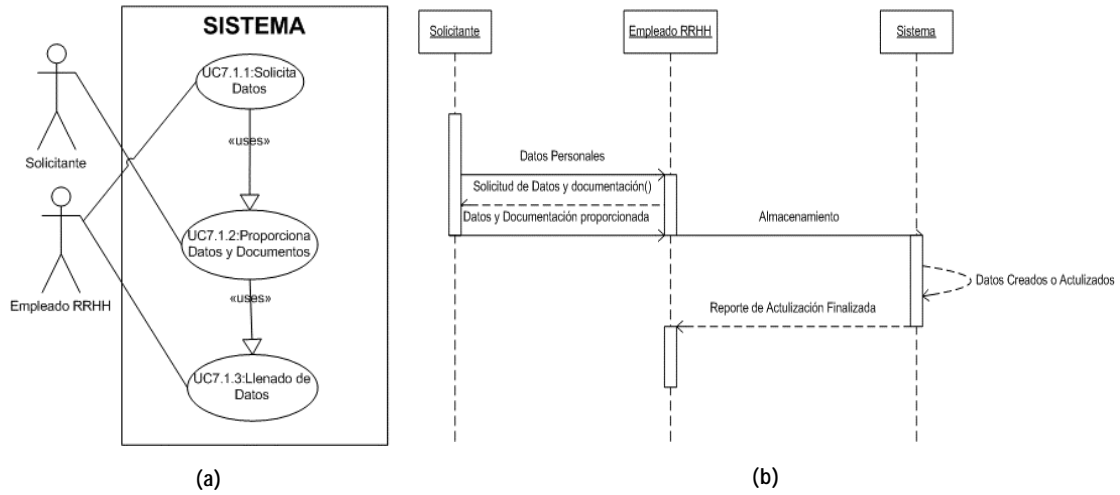 SISTEMA
UC7.1.1:Solicita
Datos
«uses»
Solicitante
UC7.1.2:Proporciona
Datos y Documentos
Empleado RRHH
«uses»
UC7.1.3:Llenado de
Datos
(a)
Solicitante
Empleado RRHH
Sistema
Datos Personales
Solicitud de Datos y documentación()
Datos y Documentación proporcionada
Almacenamiento
Datos Creados o Actulizados
Reporte de Actulización Finalizada
(b)